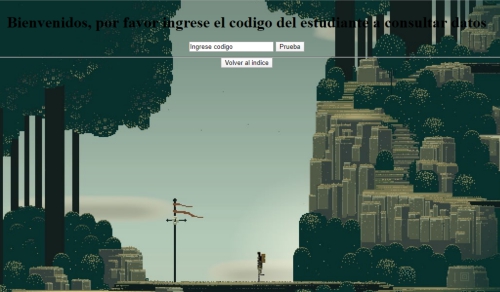 Bienvenidos, por favor ingrese el codigo del estudiante a consultar datos
Ingrese codigo Prueba
Volver al indice